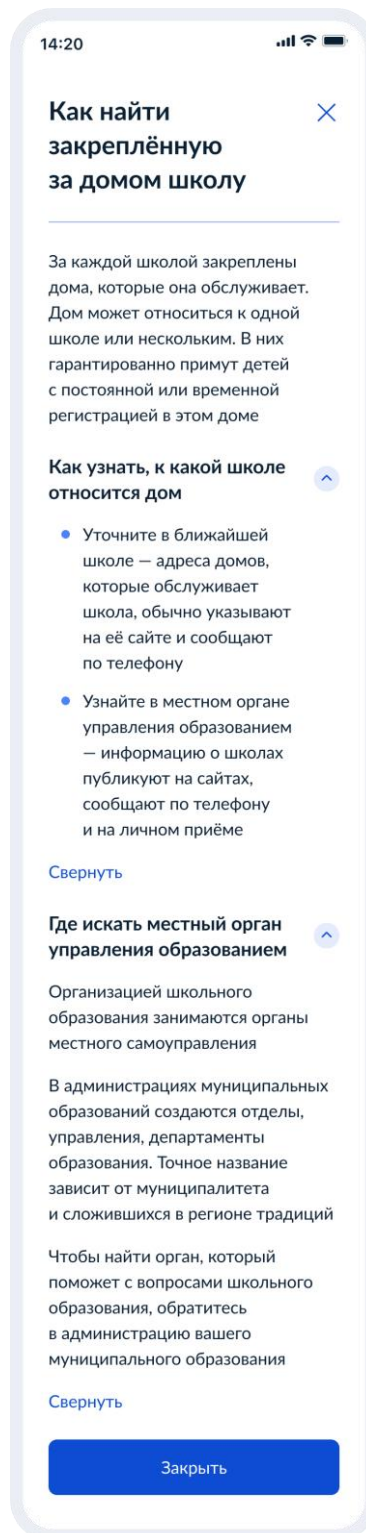 14:20
Как найти
закреплённую
за домом школу
За каждой школой закреплены
дома, которые она обслуживает.
Дом может относиться к одной
школе или нескольким. В них
гарантированно примут детей
с постоянной или временной
регистрацией в этом доме
Как узнать, к какой школе
относится дом
Уточните в ближайшей
школе — адреса домов,
которые обслуживает
школа, обычно указывают
на её сайте и сообщают
по телефону
Узнайте в местном органе
управления образованием
— информацию о школах
публикуют на сайтах,
сообщают по телефону
и на личном приёме
Свернуть
Где искать местный орган
управления образованием
Организацией школьного
образования занимаются органы
местного самоуправления
В администрациях муниципальных
образований создаются отделы,
управления, департаменты
образования. Точное название
зависит от муниципалитета
и сложившихся в регионе традиций
Чтобы найти орган, который
поможет с вопросами школьного
образования, обратитесь
в администрацию вашего
муниципального образования
Свернуть
Закрыть